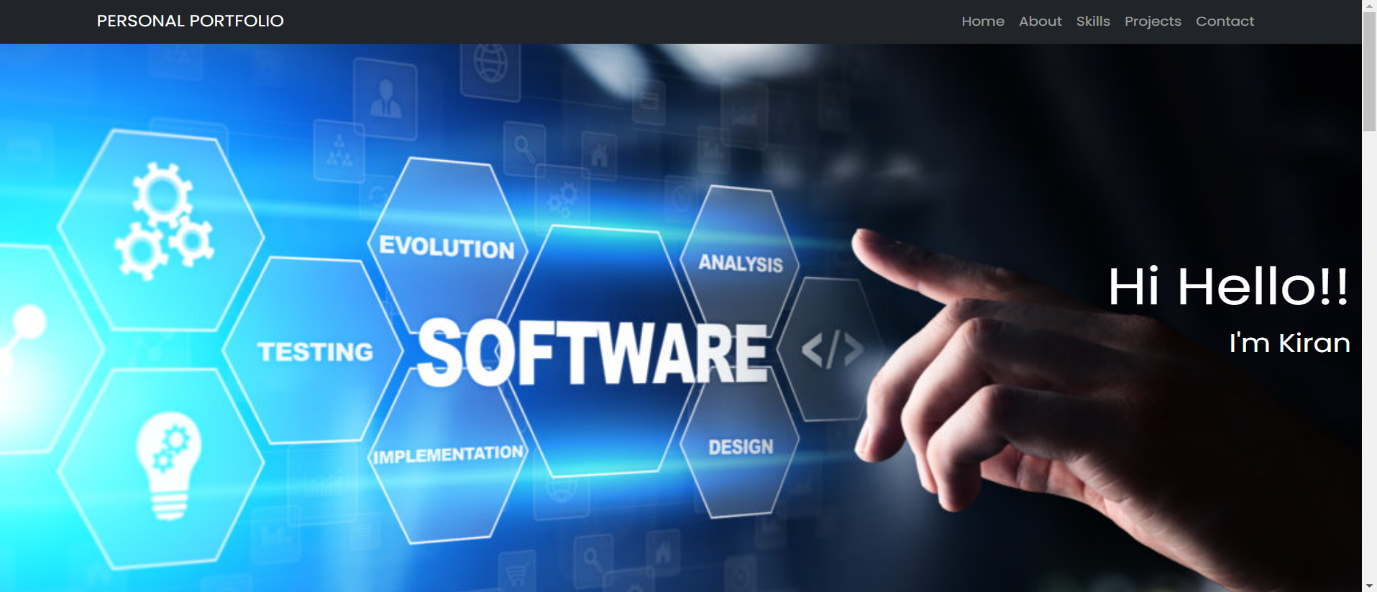 PERSONAL PORTFOLIO
Home About Skills Projects Contact
EVOLUTION
ANALYSIS
TESTING
SOFTWARE
</>
IMPLEMENTATION
DESIGN
Hi Hello!!
I'm Kiran